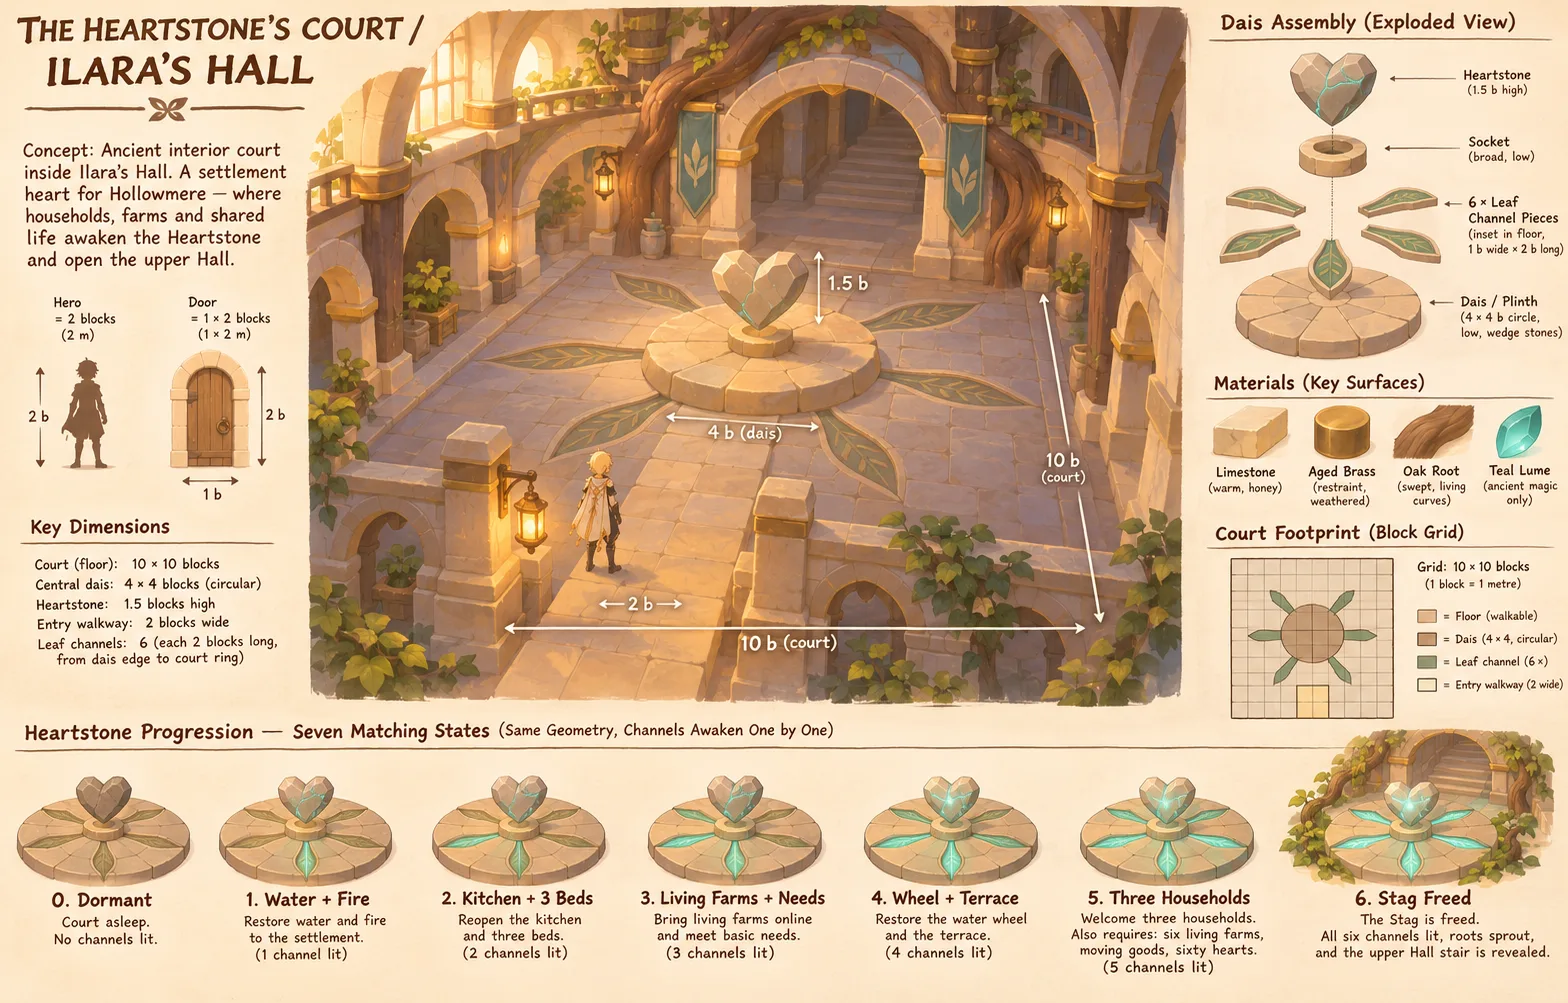 THE HEARTSTONE'S COURT /
ILARA'S HALL
Concept: Ancient interior court
inside Ilara's Hall. A settlement
heart for Hollowmere — where
households, farms and shared
life awaken the Heartstone
and open the upper Hall.
Hero
= 2 blocks
(2 m)
Door
= 1 × 2 blocks
(1 × 2 m)
2 b
2 b
1 b
Key Dimensions
Court (floor): 10 × 10 blocks
Central dais: 4 × 4 blocks (circular)
Heartstone: 1.5 blocks high
Entry walkway: 2 blocks wide
Leaf channels: 6 (each 2 blocks long,
from dais edge to court ring)
1.5 b
4 b (dais)
10 b
(court)
2 b
10 b (court)
Dais Assembly (Exploded View)
Heartstone
(1.5 b high)
Socket
(broad, low)
6 × Leaf
Channel Pieces
(inset in floor,
1 b wide × 2 b long)
Dais / Plinth
(4 × 4 b circle,
low, wedge stones)
Materials (Key Surfaces)
Limestone
(warm, honey)
Aged Brass
(restraint,
weathered)
Oak Root
(swept, living
curves)
Teal Lume
(ancient magic
only)
Court Footprint (Block Grid)
Grid: 10 × 10 blocks
(1 block = 1 metre)
= Floor (walkable)
= Dais (4 × 4, circular)
= Leaf channel (6 ×)
= Entry walkway (2 wide)
Heartstone Progression — Seven Matching States (Same Geometry, Channels Awaken One by One)
0. Dormant
Court asleep.
No channels lit.
1. Water + Fire
Restore water and fire
to the settlement.
(1 channel lit)
2. Kitchen + 3 Beds
Reopen the kitchen
and three beds.
(2 channels lit)
3. Living Farms + Needs
Bring living farms online
and meet basic needs.
(3 channels lit)
4. Wheel + Terrace
Restore the water wheel
and the terrace.
(4 channels lit)
5. Three Households
Welcome three households.
Also requires: six living farms,
moving goods, sixty hearts.
(5 channels lit)
6. Stag Freed
The Stag is freed.
All six channels lit, roots sprout,
and the upper Hall stair is revealed.